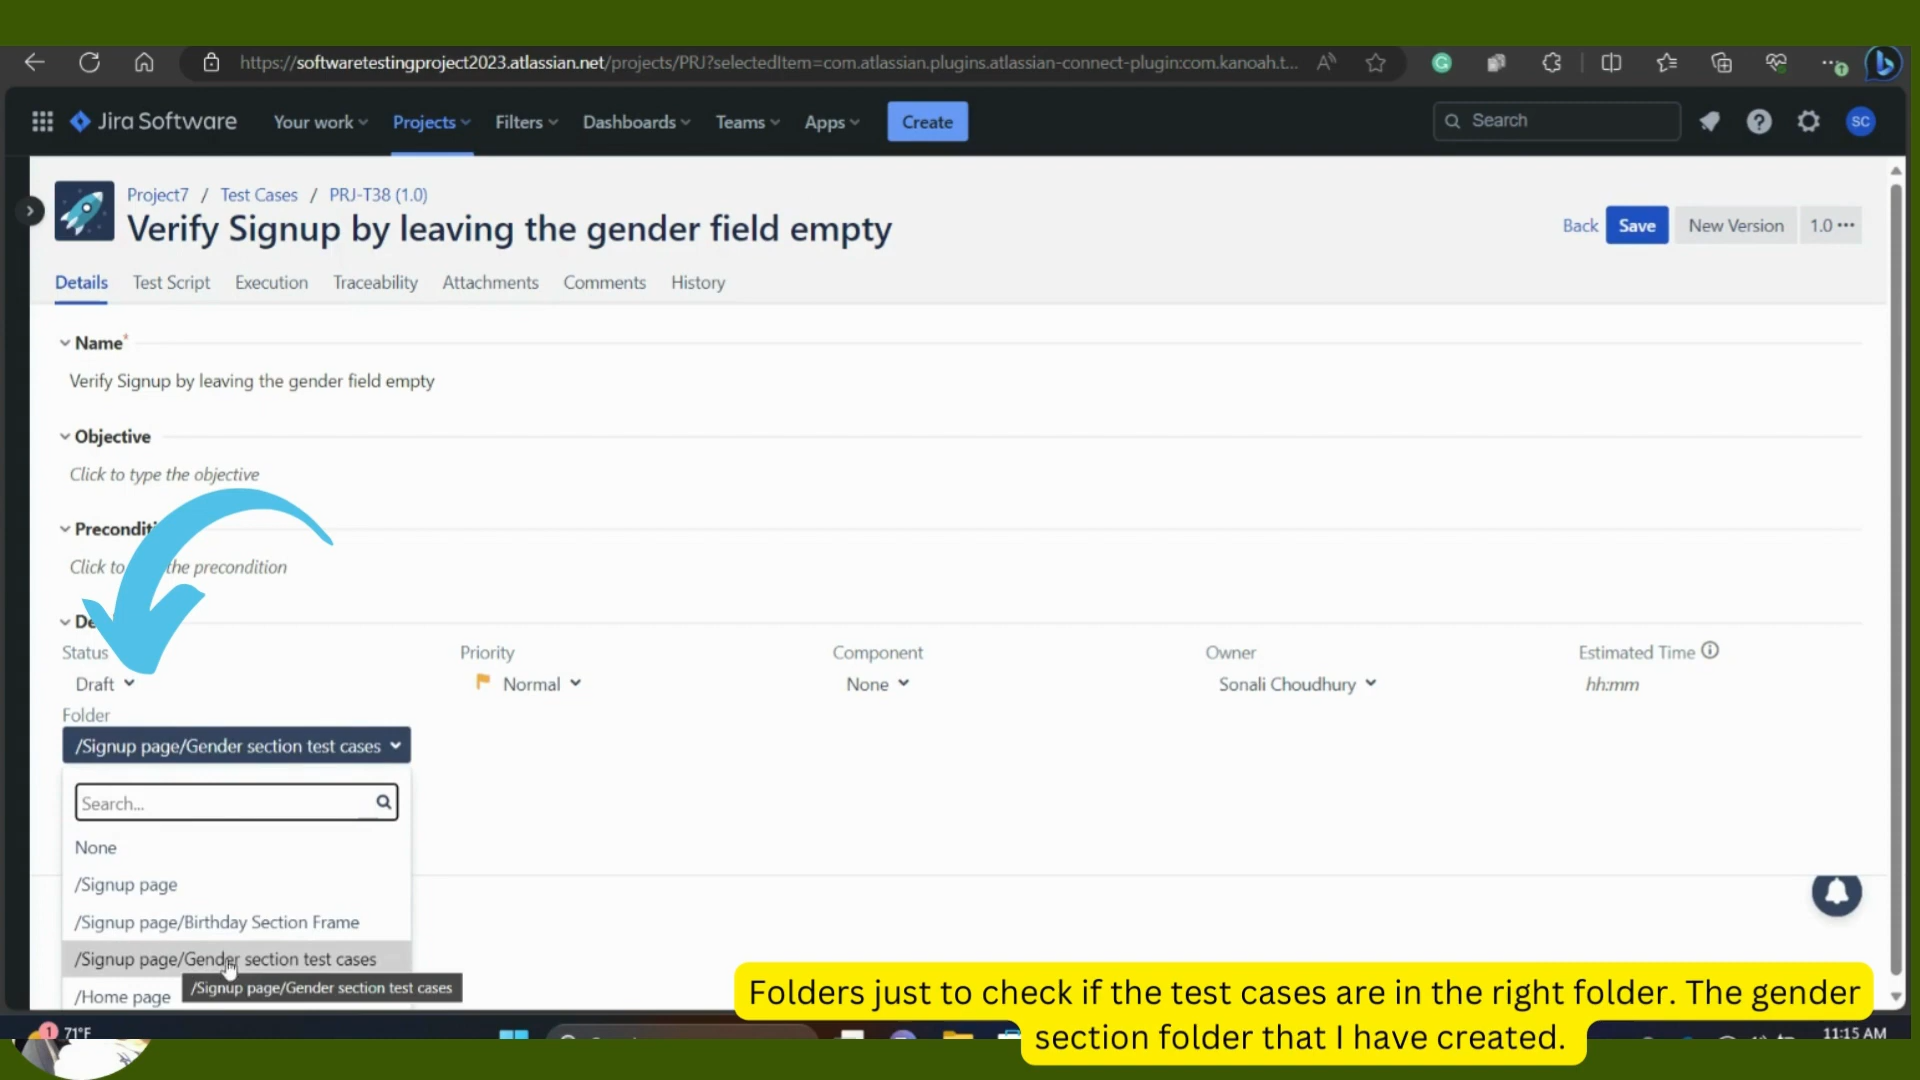 https://softwaretestingproject2023.atlassian.net/projects/PRJ?selectedItem=com.atlassian.plugins.atlassian-connect-plugin:com.kanoah.t...
Jira Software
Your work
Projects
Filters
Dashboards
Teams
Apps
Create
Search
SC
Project7 / Test Cases / PRJ-T38 (1.0)
Verify Signup by leaving the gender field empty
Back
Save
New Version
1.0 ···
Details
Test Script
Execution
Traceability
Attachments
Comments
History
Name*
Verify Signup by leaving the gender field empty
Objective
Click to type the objective
Click to the precondition
Status
Priority
Component
Owner
Estimated Time
Draft
Normal
None
Sonali Choudhury
hh:mm
Folder
/Signup page/Gender section test cases
Search...
None
/Signup page
/Signup page/Birthday Section Frame
/Signup page/Gender section test cases
/Signup page/Gender section test cases
/Home page
Folders just to check if the test cases are in the right folder. The gender
section folder that I have created.
1
71°F
11:15 AM